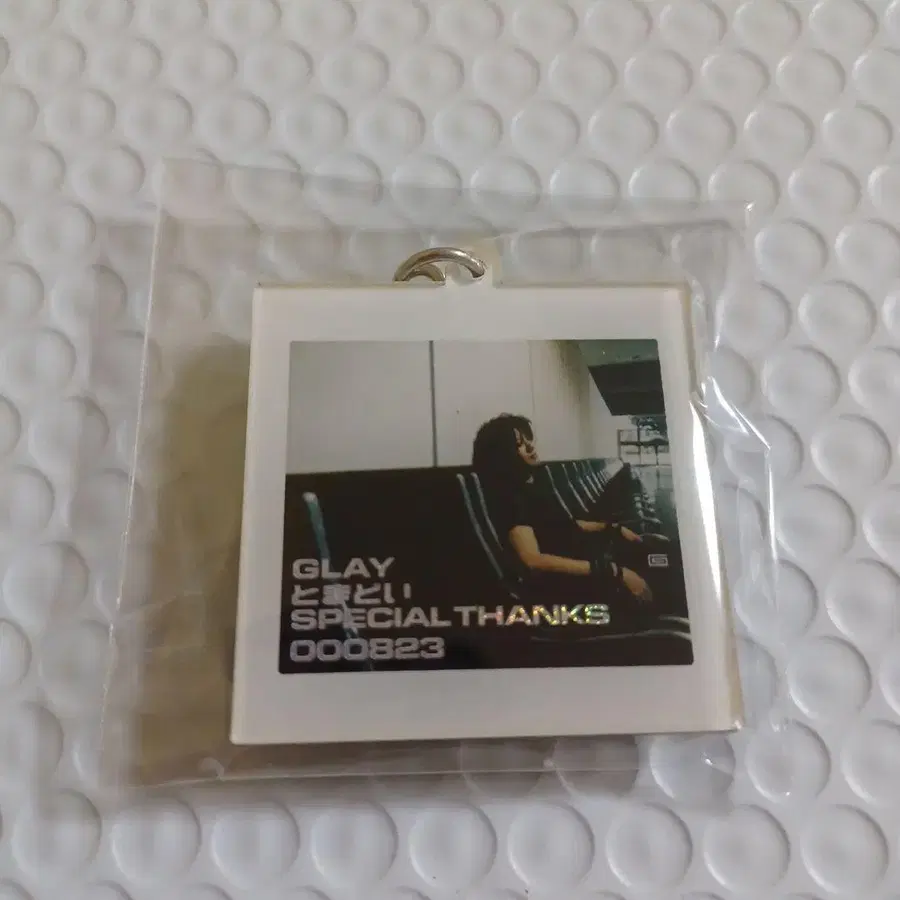 GLAY
とまどい
SPECIAL THANKS
000823